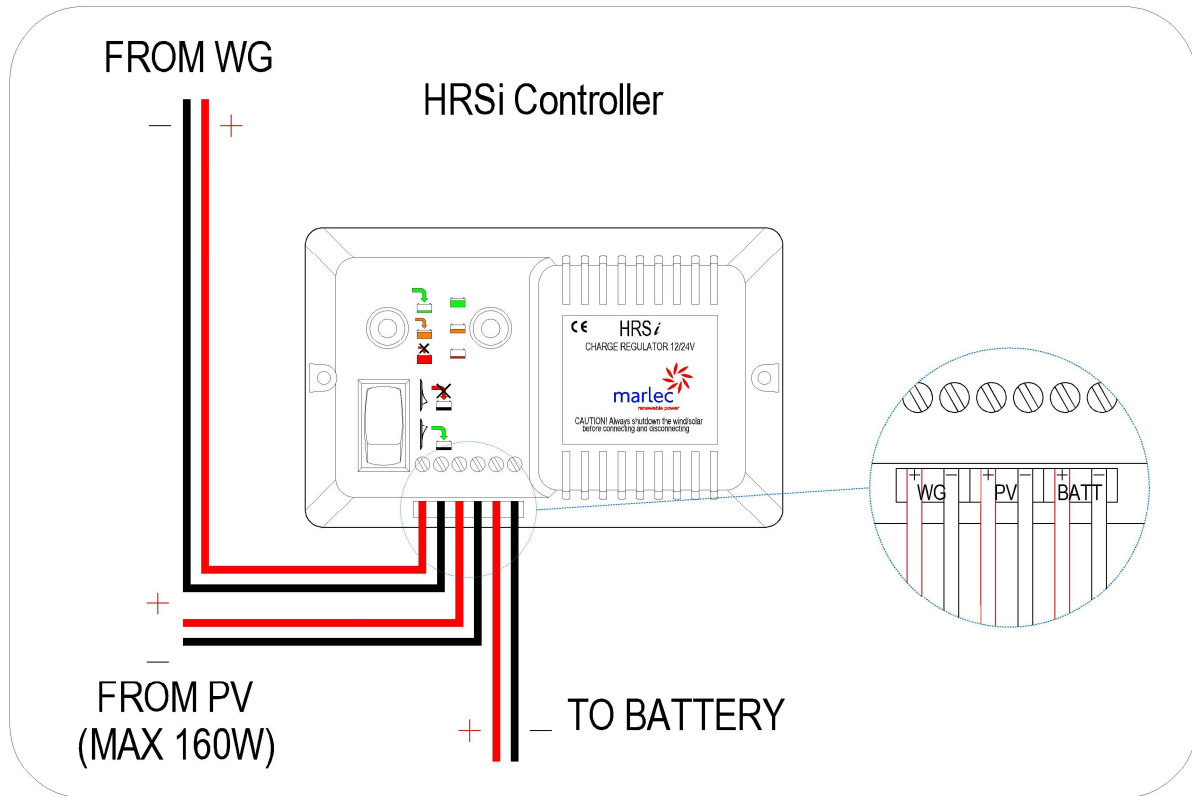 FROM WG
HRSi Controller
— +
CE HRSi
CHARGE REGULATOR 12/24V
marlec
renewable power
CAUTION! Always shutdown the wind/solar
before connecting and disconnecting
+ − + − + −
WG PV BATT
+
—
FROM PV
(MAX 160W)
+ —
TO BATTERY